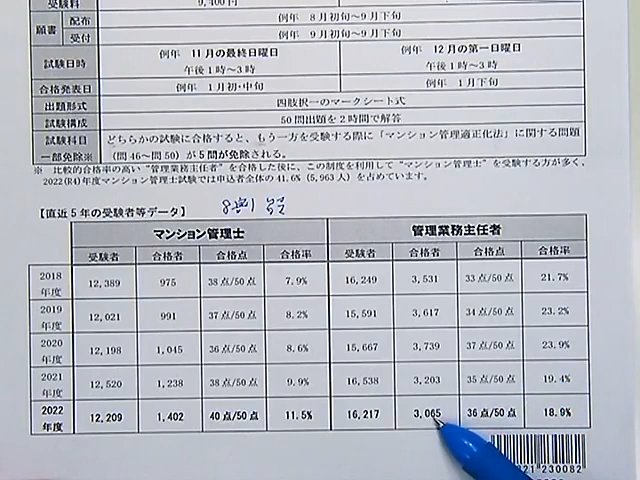 受験料 9,400円
願書 配布 例年 8月初旬～9月下旬
受付 例年 9月初旬～9月下旬
試験日時 例年 11月の最終日曜日 午後1時～3時 例年 12月の第一日曜日 午後1時～3時
合格発表日 例年 1月初・中旬 例年 1月下旬
出題形式 四肢択一のマークシート式
試験構成 50問出題を2時間で解答
試験科目 どちらかの試験に合格すると、もう一方を受験する際に「マンション管理適正化法」に関する問題
一部免除※ （問46～問50）が5問が免除される。
※ 比較的合格率の高い"管理業務主任者"を合格した後に、この制度を利用して"マンション管理士"を受験する方が多く、
2022(R4)年度マンション管理士試験では申込者全体の41.6%（5,963人）を占めています。
【直近5年の受験者等データ】
マンション管理士 管理業務主任者
受験者 合格者 合格点 合格率 受験者 合格者 合格点 合格率
2018年度 12,389 975 38点/50点 7.9% 16,249 3,531 33点/50点 21.7%
2019年度 12,021 991 37点/50点 8.2% 15,591 3,617 34点/50点 23.2%
2020年度 12,198 1,045 36点/50点 8.6% 15,667 3,739 37点/50点 23.9%
2021年度 12,520 1,238 38点/50点 9.9% 16,538 3,203 35点/50点 19.4%
2022年度 12,209 1,402 40点/50点 11.5% 16,217 3,065 36点/50点 18.9%